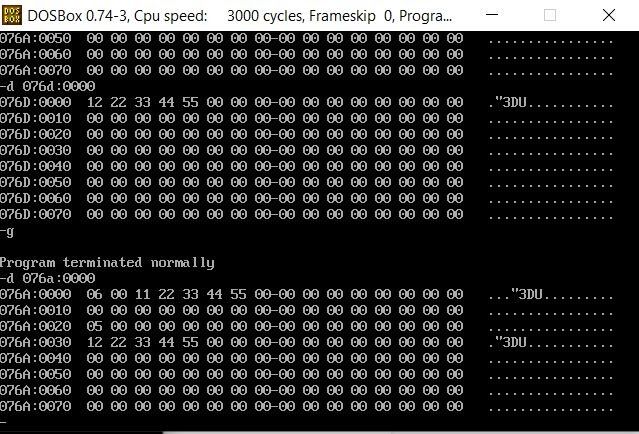 DOSBox 0.74-3, Cpu speed: 3000 cycles, Frameskip 0, Progra...
076A:0050 00 00 00 00 00 00 00 00-00 00 00 00 00 00 00 00 ................
076A:0060 00 00 00 00 00 00 00 00-00 00 00 00 00 00 00 00 ................
076A:0070 00 00 00 00 00 00 00 00-00 00 00 00 00 00 00 00 ................
-d 076d:0000
076D:0000 12 22 33 44 55 00 00 00-00 00 00 00 00 00 00 00 ."3DU...........
076D:0010 00 00 00 00 00 00 00 00-00 00 00 00 00 00 00 00 ................
076D:0020 00 00 00 00 00 00 00 00-00 00 00 00 00 00 00 00 ................
076D:0030 00 00 00 00 00 00 00 00-00 00 00 00 00 00 00 00 ................
076D:0040 00 00 00 00 00 00 00 00-00 00 00 00 00 00 00 00 ................
076D:0050 00 00 00 00 00 00 00 00-00 00 00 00 00 00 00 00 ................
076D:0060 00 00 00 00 00 00 00 00-00 00 00 00 00 00 00 00 ................
076D:0070 00 00 00 00 00 00 00 00-00 00 00 00 00 00 00 00 ................
-g
Program terminated normally
-d 076a:0000
076A:0000 06 00 11 22 33 44 55 00-00 00 00 00 00 00 00 00 ..."3DU.........
076A:0010 00 00 00 00 00 00 00 00-00 00 00 00 00 00 00 00 ................
076A:0020 05 00 00 00 00 00 00 00-00 00 00 00 00 00 00 00 ................
076A:0030 12 22 33 44 55 00 00 00-00 00 00 00 00 00 00 00 ."3DU...........
076A:0040 00 00 00 00 00 00 00 00-00 00 00 00 00 00 00 00 ................
076A:0050 00 00 00 00 00 00 00 00-00 00 00 00 00 00 00 00 ................
076A:0060 00 00 00 00 00 00 00 00-00 00 00 00 00 00 00 00 ................
076A:0070 00 00 00 00 00 00 00 00-00 00 00 00 00 00 00 00 ................
-